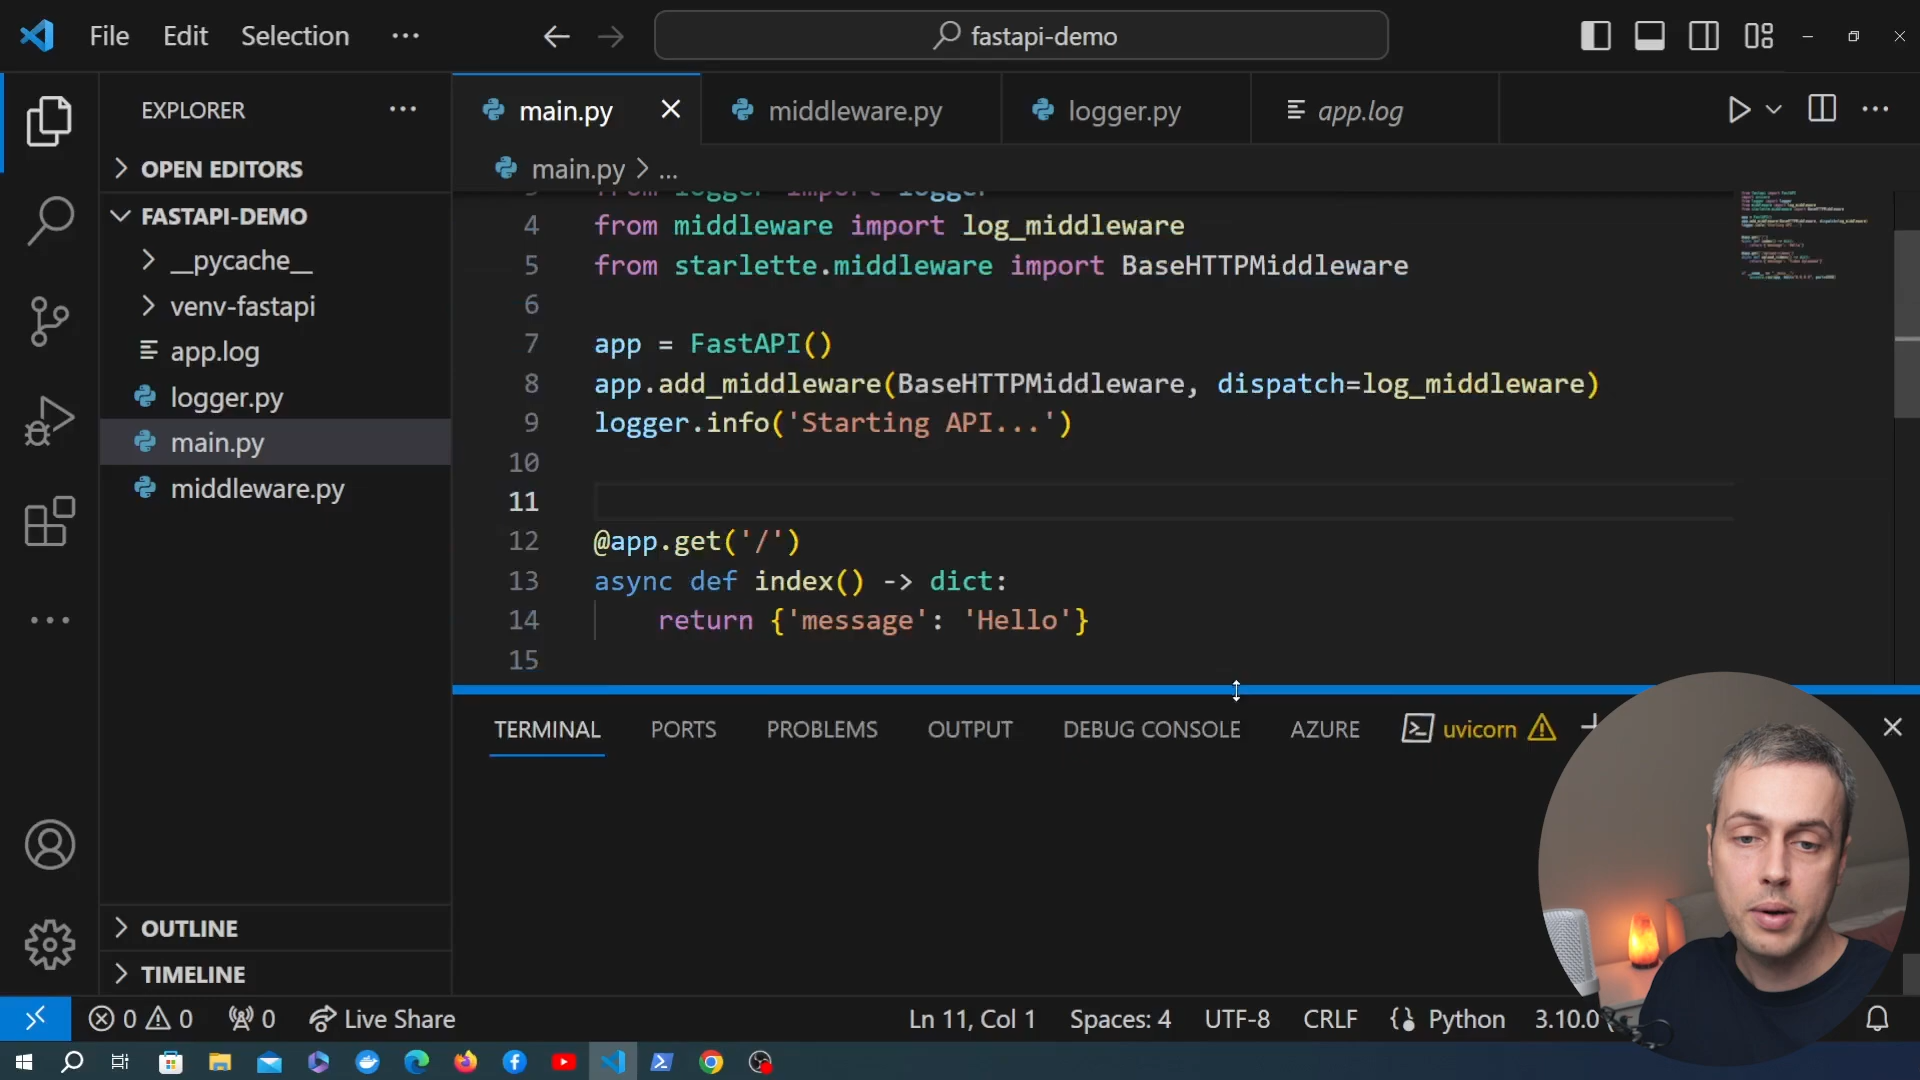 File Edit Selection ···
fastapi-demo
EXPLORER
OPEN EDITORS
FASTAPI-DEMO
__pycache__
venv-fastapi
app.log
logger.py
main.py
middleware.py
OUTLINE
TIMELINE
main.py middleware.py logger.py app.log
main.py > ...
from logger import logger
4 from middleware import log_middleware
5 from starlette.middleware import BaseHTTPMiddleware
6
7 app = FastAPI()
8 app.add_middleware(BaseHTTPMiddleware, dispatch=log_middleware)
9 logger.info('Starting API...')
10
11
12 @app.get('/')
13 async def index() -> dict:
14 return {'message': 'Hello'}
15
TERMINAL PORTS PROBLEMS OUTPUT DEBUG CONSOLE AZURE uvicorn
0 0 0 Live Share Ln 11, Col 1 Spaces: 4 UTF-8 CRLF Python 3.10.0